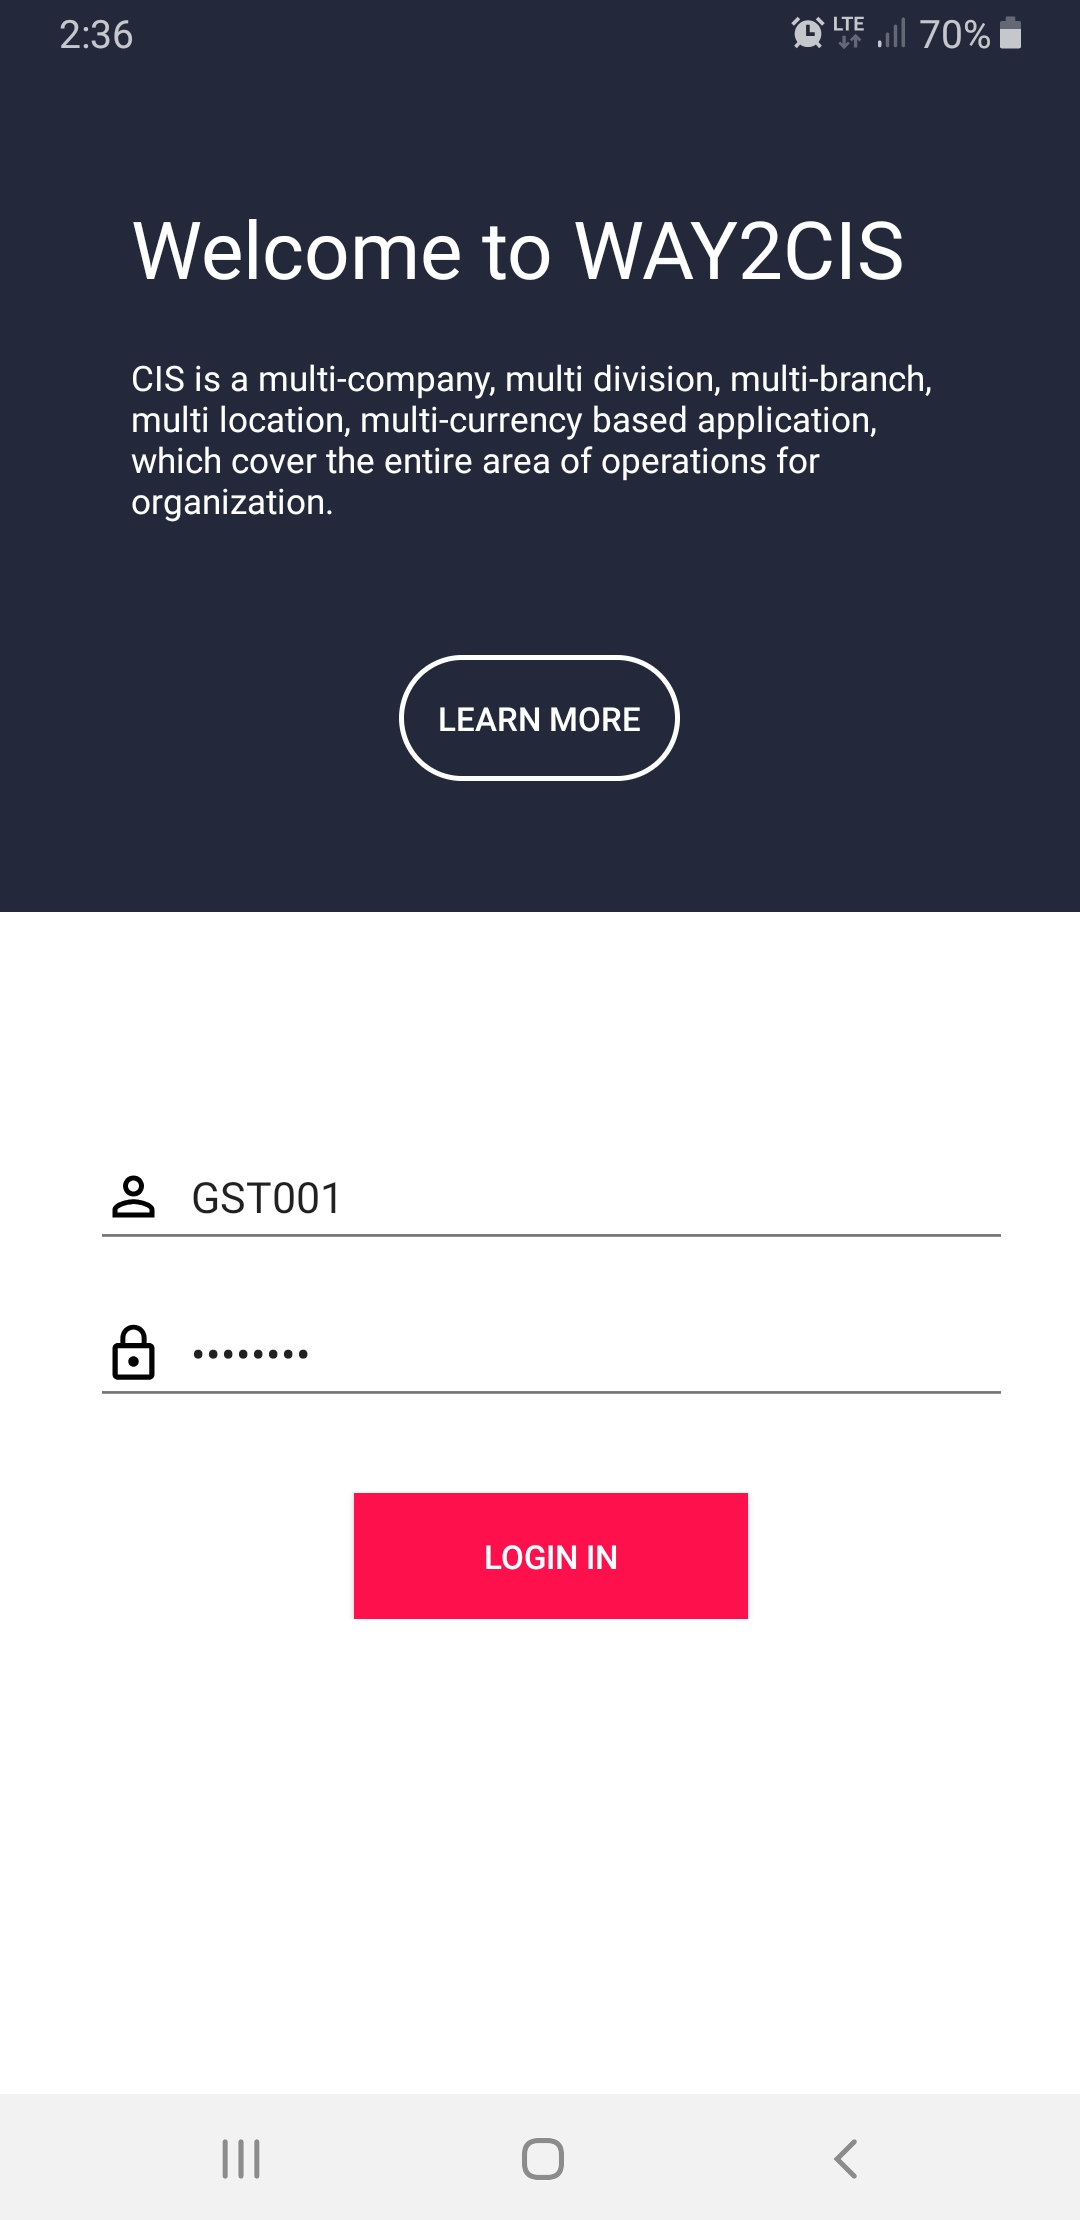 2:36 LTE 70%
Welcome to WAY2CIS
CIS is a multi-company, multi division, multi-branch,
multi location, multi-currency based application,
which cover the entire area of operations for
organization.
LEARN MORE
GST001
••••••••
LOGIN IN